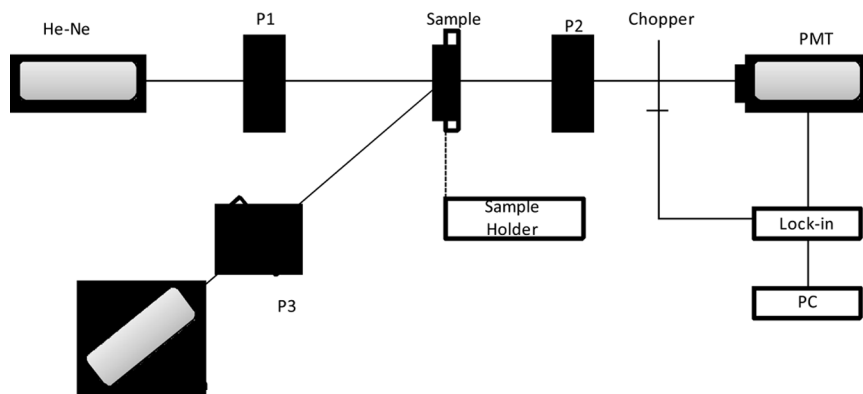 He-Ne
P1
Sample
P2
Chopper
PMT
Sample
Holder
Lock-in
P3
PC